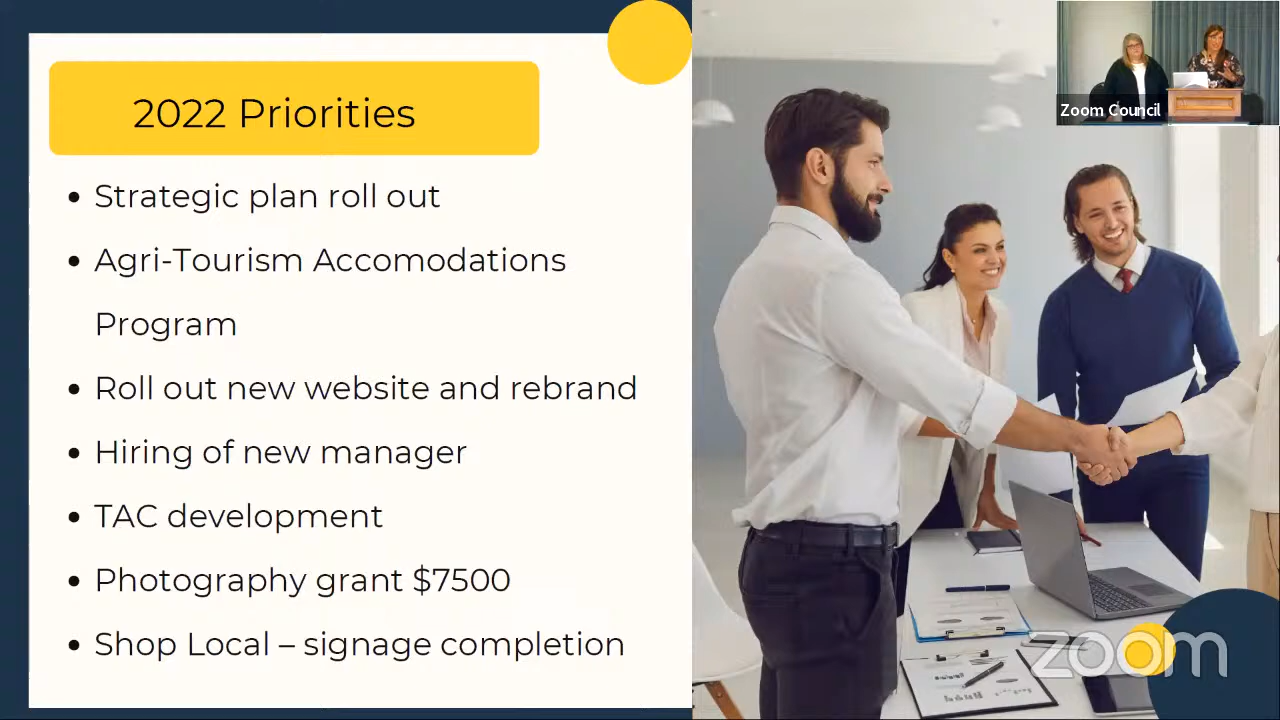 2022 Priorities
Strategic plan roll out
Agri-Tourism Accomodations
Program
Roll out new website and rebrand
Hiring of new manager
TAC development
Photography grant $7500
Shop Local – signage completion
Zoom Council
zoom